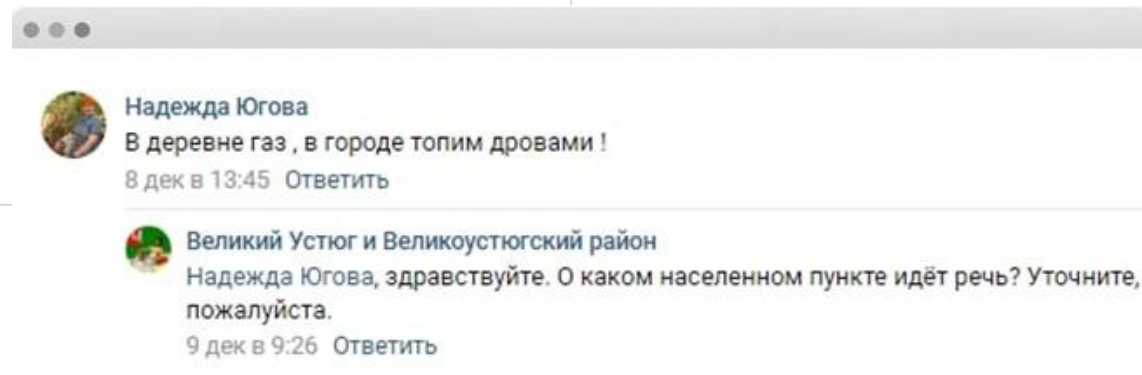 Надежда Югова
В деревне газ , в городе топим дровами !
8 дек в 13:45 Ответить
Великий Устюг и Великоустюгский район
Надежда Югова, здравствуйте. О каком населенном пункте идёт речь? Уточните,
пожалуйста.
9 дек в 9:26 Ответить